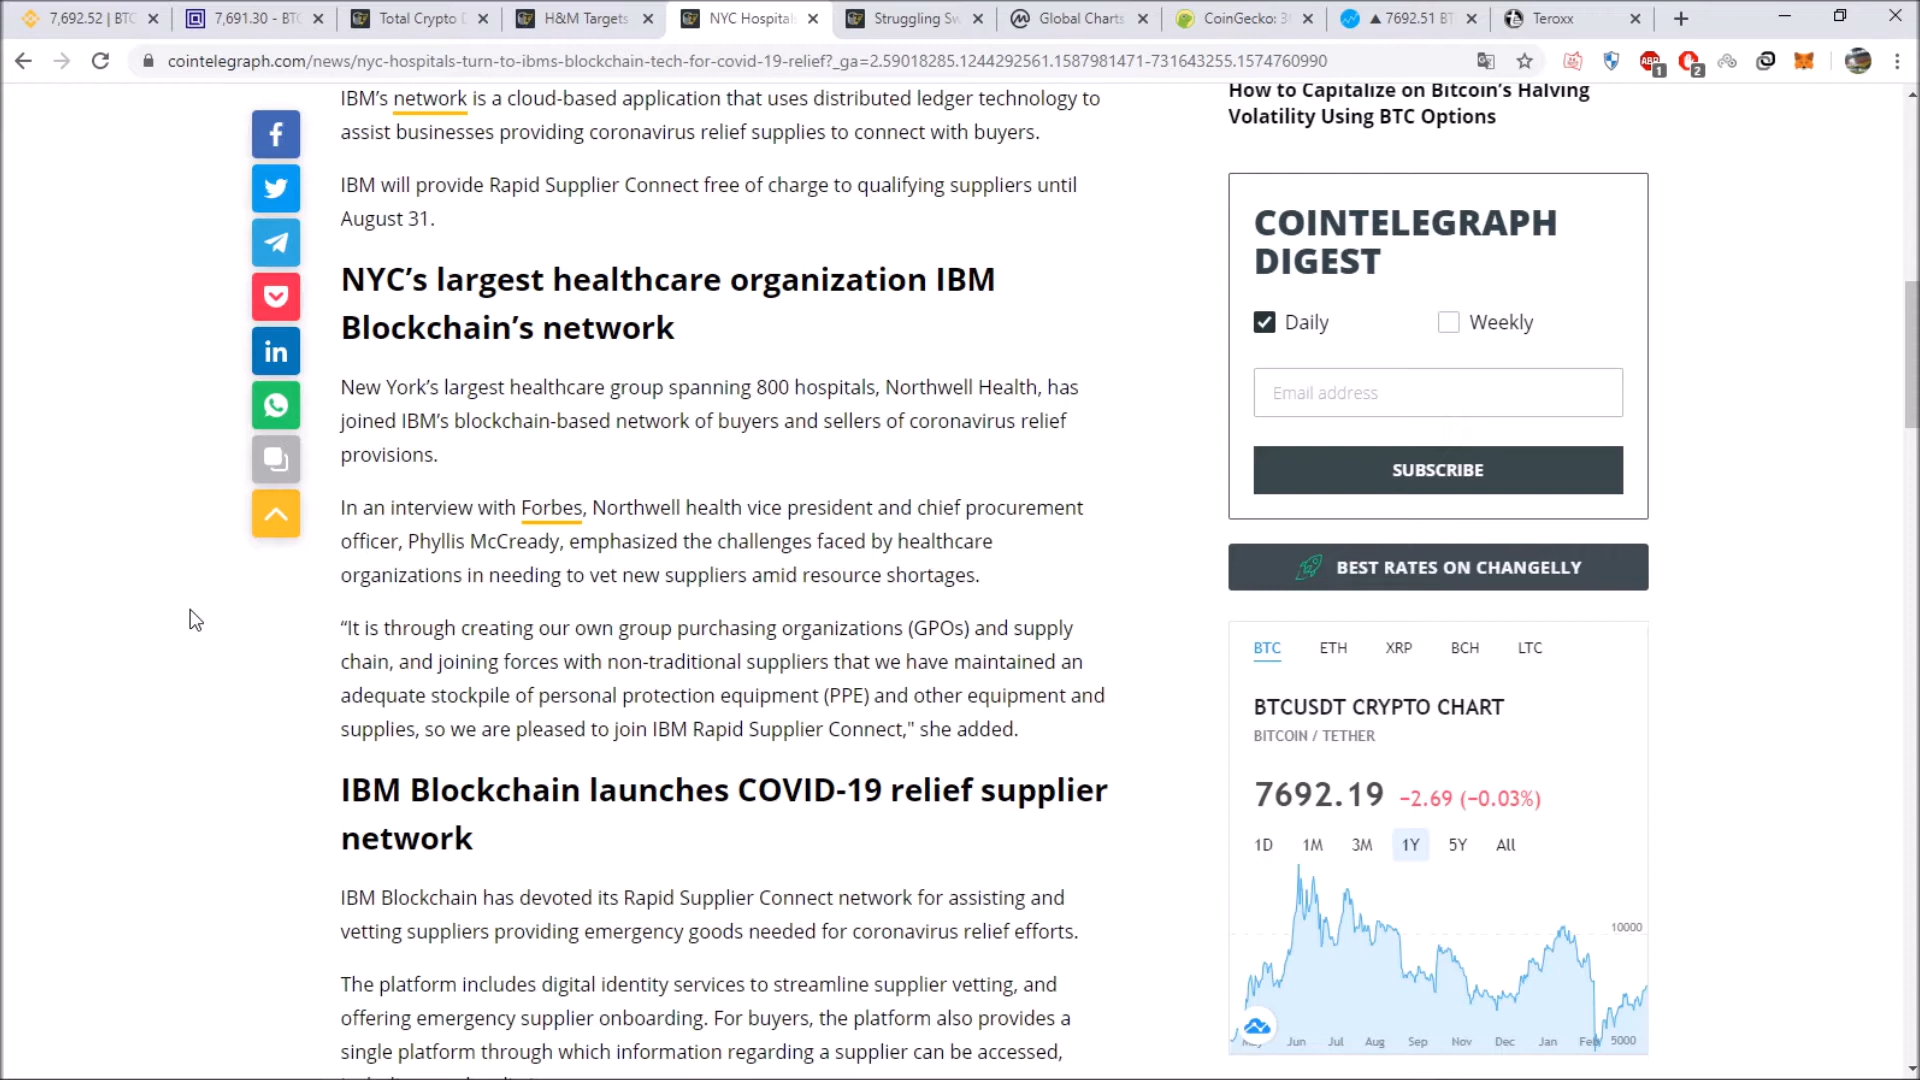 7,692.52 | BTC
7,691.30 - BTC
Total Crypto
H&M Targets
NYC Hospital
Struggling Sw
Global Charts
CoinGecko:
▲ 7692.51 BT
Teroxx
cointelegraph.com/news/nyc-hospitals-turn-to-ibms-blockchain-tech-for-covid-19-relief?_ga=2.59018285.1244292561.1587981471-731643255.1574760990
ABP
1
2
IBM’s network is a cloud-based application that uses distributed ledger technology to
assist businesses providing coronavirus relief supplies to connect with buyers.
IBM will provide Rapid Supplier Connect free of charge to qualifying suppliers until
August 31.
NYC’s largest healthcare organization IBM
Blockchain’s network
New York’s largest healthcare group spanning 800 hospitals, Northwell Health, has
joined IBM’s blockchain-based network of buyers and sellers of coronavirus relief
provisions.
In an interview with Forbes, Northwell health vice president and chief procurement
officer, Phyllis McCready, emphasized the challenges faced by healthcare
organizations in needing to vet new suppliers amid resource shortages.
“It is through creating our own group purchasing organizations (GPOs) and supply
chain, and joining forces with non-traditional suppliers that we have maintained an
adequate stockpile of personal protection equipment (PPE) and other equipment and
supplies, so we are pleased to join IBM Rapid Supplier Connect," she added.
IBM Blockchain launches COVID-19 relief supplier
network
IBM Blockchain has devoted its Rapid Supplier Connect network for assisting and
vetting suppliers providing emergency goods needed for coronavirus relief efforts.
The platform includes digital identity services to streamline supplier vetting, and
offering emergency supplier onboarding. For buyers, the platform also provides a
single platform through which information regarding a supplier can be accessed,
How to Capitalize on Bitcoin’s Halving
Volatility Using BTC Options
COINTELEGRAPH
DIGEST
Daily
Weekly
Email address
SUBSCRIBE
BEST RATES ON CHANGELLY
BTC ETH XRP BCH LTC
BTCUSDT CRYPTO CHART
BITCOIN / TETHER
7692.19 −2.69 (−0.03%)
1D 1M 3M 1Y 5Y All
10000
5000
Jun Jul Aug Sep Nov Dec Jan Feb